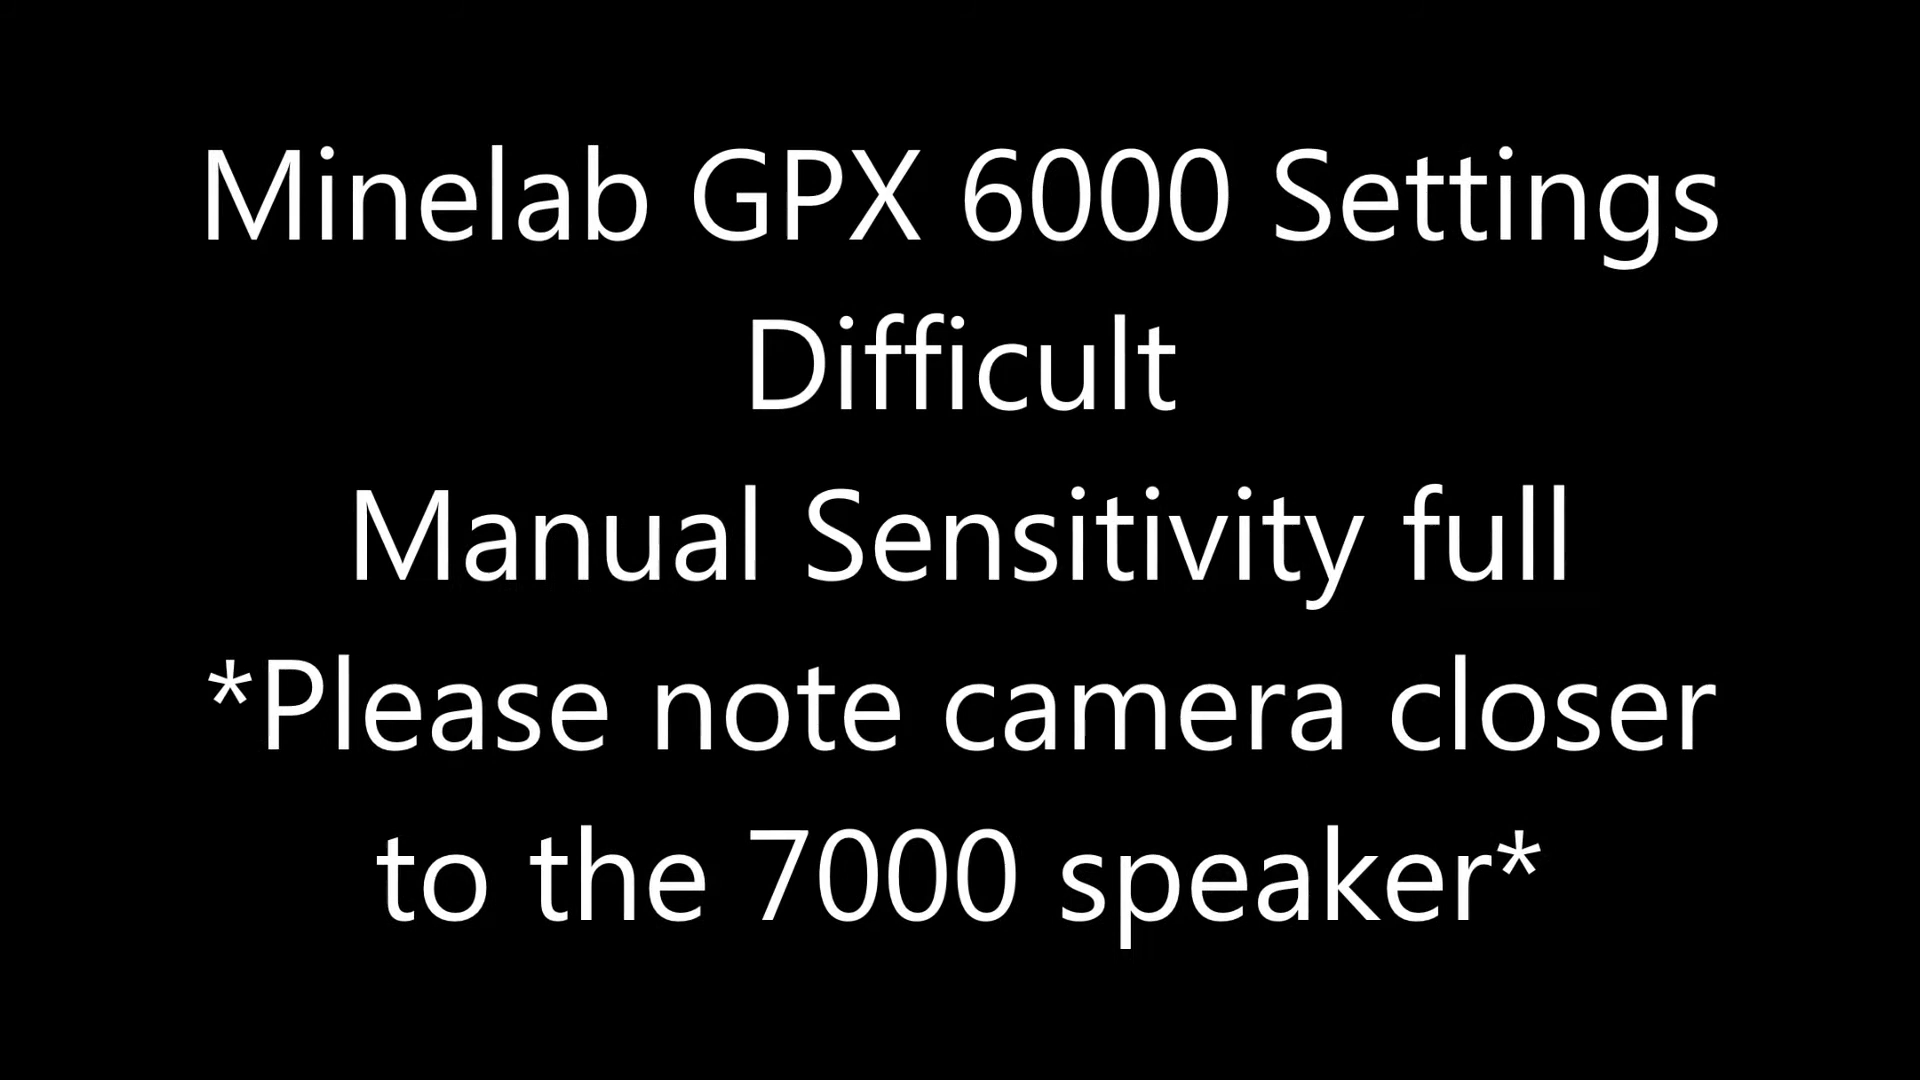 Minelab GPX 6000 Settings
Difficult
Manual Sensitivity full
*Please note camera closer
to the 7000 speaker*